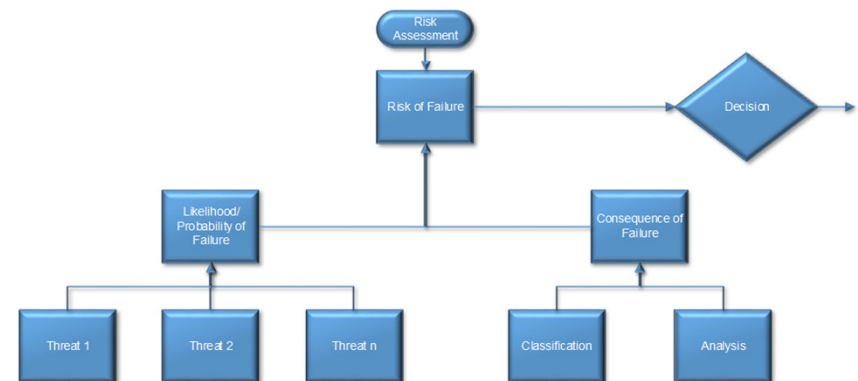 Risk
Assessment
Risk of Failure
Decision
Likelihood/
Probability of
Failure
Consequence of
Failure
Threat 1
Threat 2
Threat n
Classification
Analysis